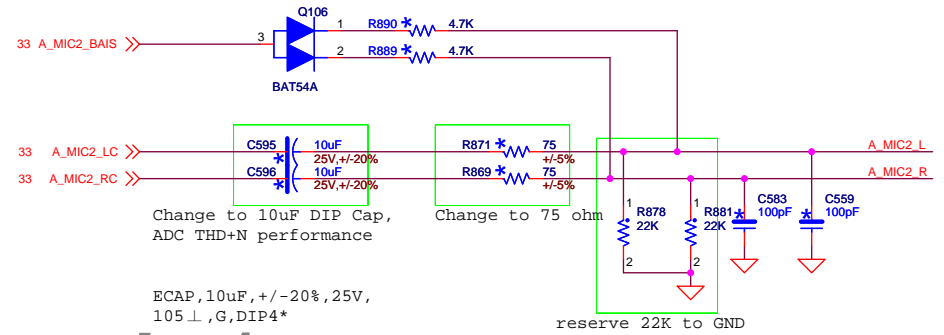 Q106
33 A_MIC2_BAIS
3
1
R890 * 4.7K
2
R889 * 4.7K
BAT54A
33 A_MIC2_LC
C595 * 10uF
25V,+/-20%
R871 * 75
+/-5%
A_MIC2_L
33 A_MIC2_RC
C596 * 10uF
25V,+/-20%
R869 * 75
+/-5%
A_MIC2_R
Change to 10uF DIP Cap,
ADC THD+N performance
Change to 75 ohm
1
R878
22K
2
1
R881
22K
2
C583
* 100pF
C559
* 100pF
ECAP,10uF,+/-20%,25V,
105⊥,G,DIP4*
reserve 22K to GND